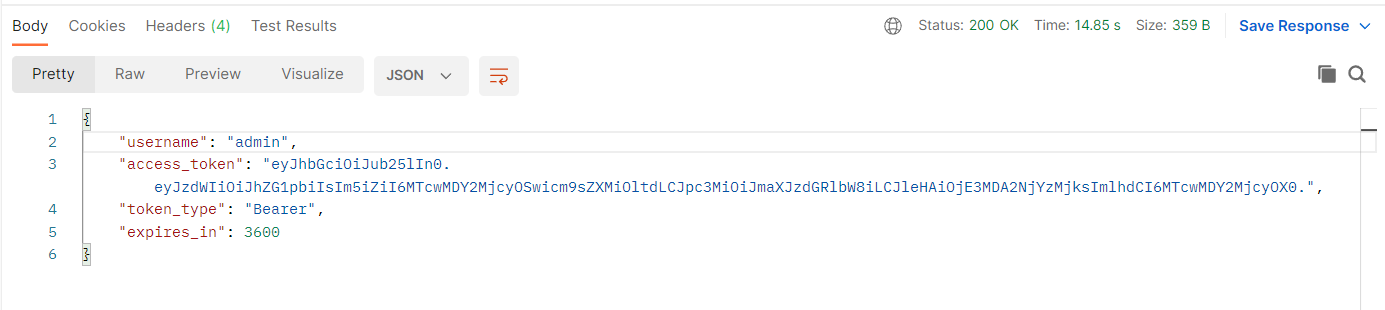 Body Cookies Headers (4) Test Results Status: 200 OK Time: 14.85 s Size: 359 B Save Response
Pretty Raw Preview Visualize JSON
1 {
2 "username": "admin",
3 "access_token": "eyJhbGciOiJub25lIn0.
eyJzdWIiOiJhZG1pbiIsIm5iZiI6MTcwMDY2MjcyOSwicm9sZXMiOltdLCJpc3MiOiJmaXJzdGRlbW8iLCJleHAiOjE3MDA2NjYzMjksImlhdCI6MTcwMDY2MjcyOX0.",
4 "token_type": "Bearer",
5 "expires_in": 3600
6 }